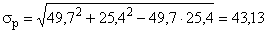 σр = √49,7² + 25,4² − 49,7 · 25,4 = 43,13